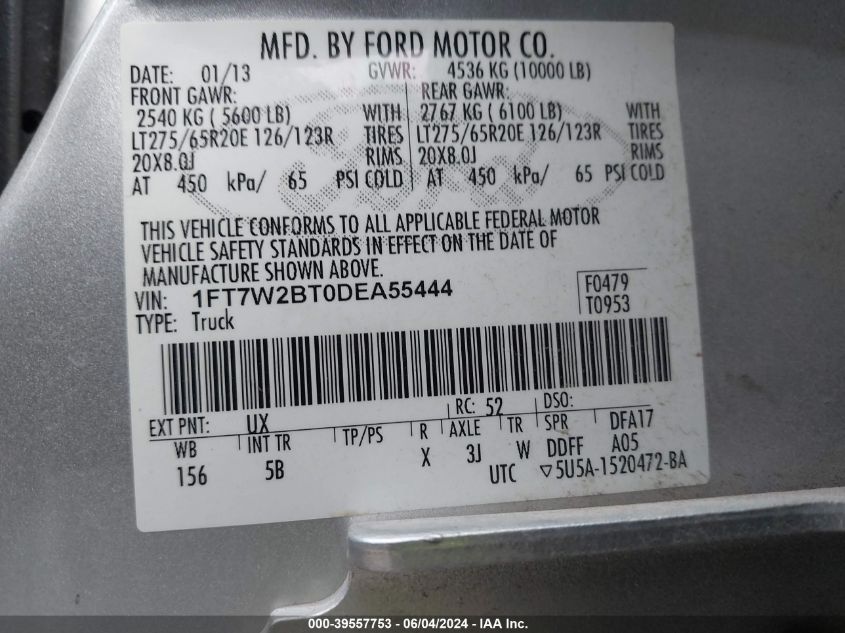 MFD. BY FORD MOTOR CO.
DATE: 01/13 GVWR: 4536 KG (10000 LB)
FRONT GAWR: REAR GAWR:
2540 KG ( 5600 LB) WITH 2767 KG ( 6100 LB) WITH
LT275/65R20E 126/123R TIRES LT275/65R20E 126/123R TIRES
20X8.0J RIMS 20X8.0J RIMS
AT 450 kPa/ 65 PSI COLD AT 450 kPa/ 65 PSI COLD
THIS VEHICLE CONFORMS TO ALL APPLICABLE FEDERAL MOTOR
VEHICLE SAFETY STANDARDS IN EFFECT ON THE DATE OF
MANUFACTURE SHOWN ABOVE.
VIN: 1FT7W2BT0DEA55444 F0479
TYPE: Truck T0953
EXT PNT: UX RC: 52 DSO:
WB INT TR TP/PS R AXLE TR SPR DFA17
156 5B X 3J W DDFF A05
UTC ▽5U5A-1520472-BA
000-39557753 - 06/04/2024 - IAA Inc.